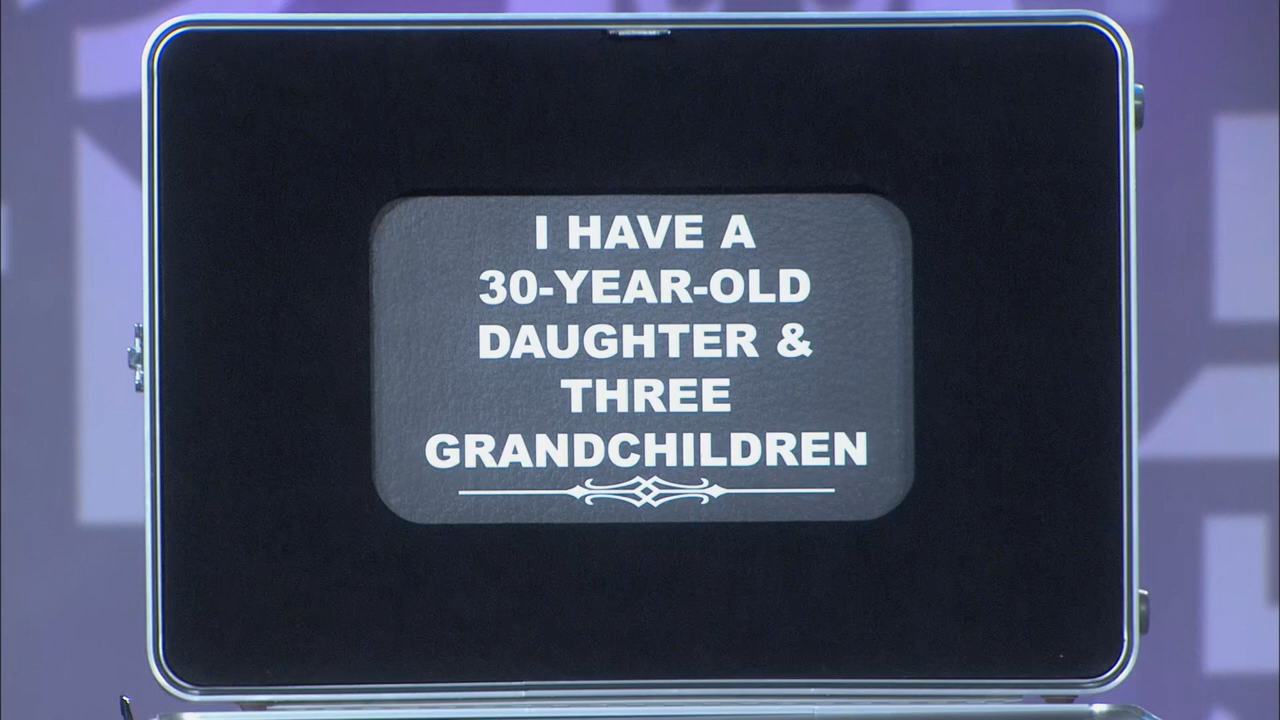 I HAVE A
30-YEAR-OLD
DAUGHTER &
THREE
GRANDCHILDREN